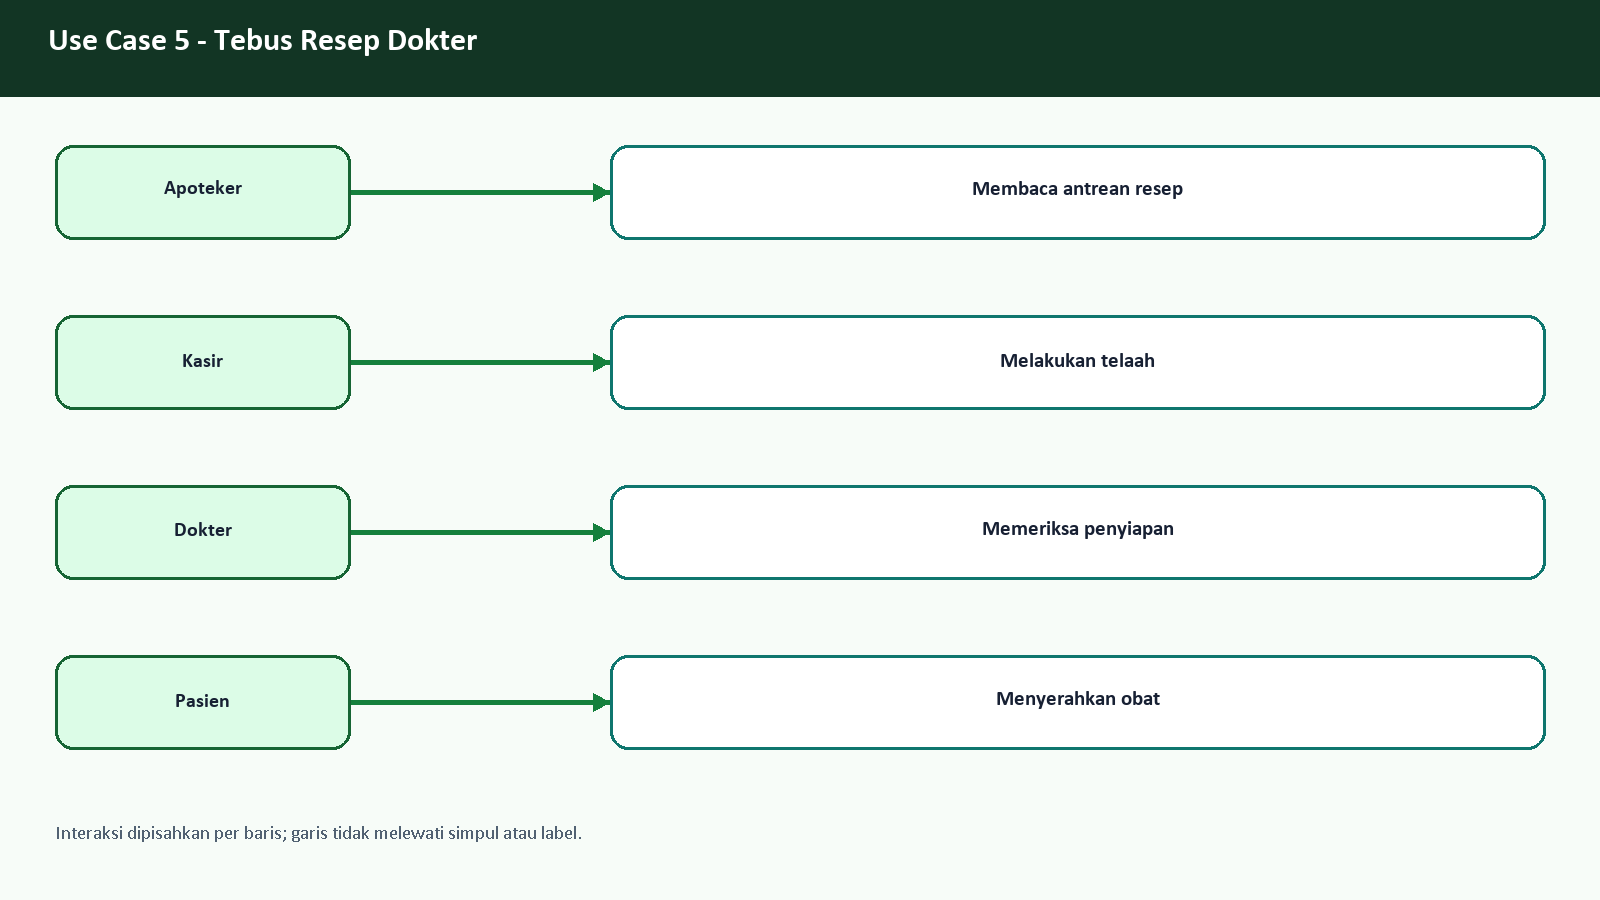 Use Case 5 - Tebus Resep Dokter
Apoteker
Membaca antrean resep
Kasir
Melakukan telaah
Dokter
Memeriksa penyiapan
Pasien
Menyerahkan obat
Interaksi dipisahkan per baris; garis tidak melewati simpul atau label.